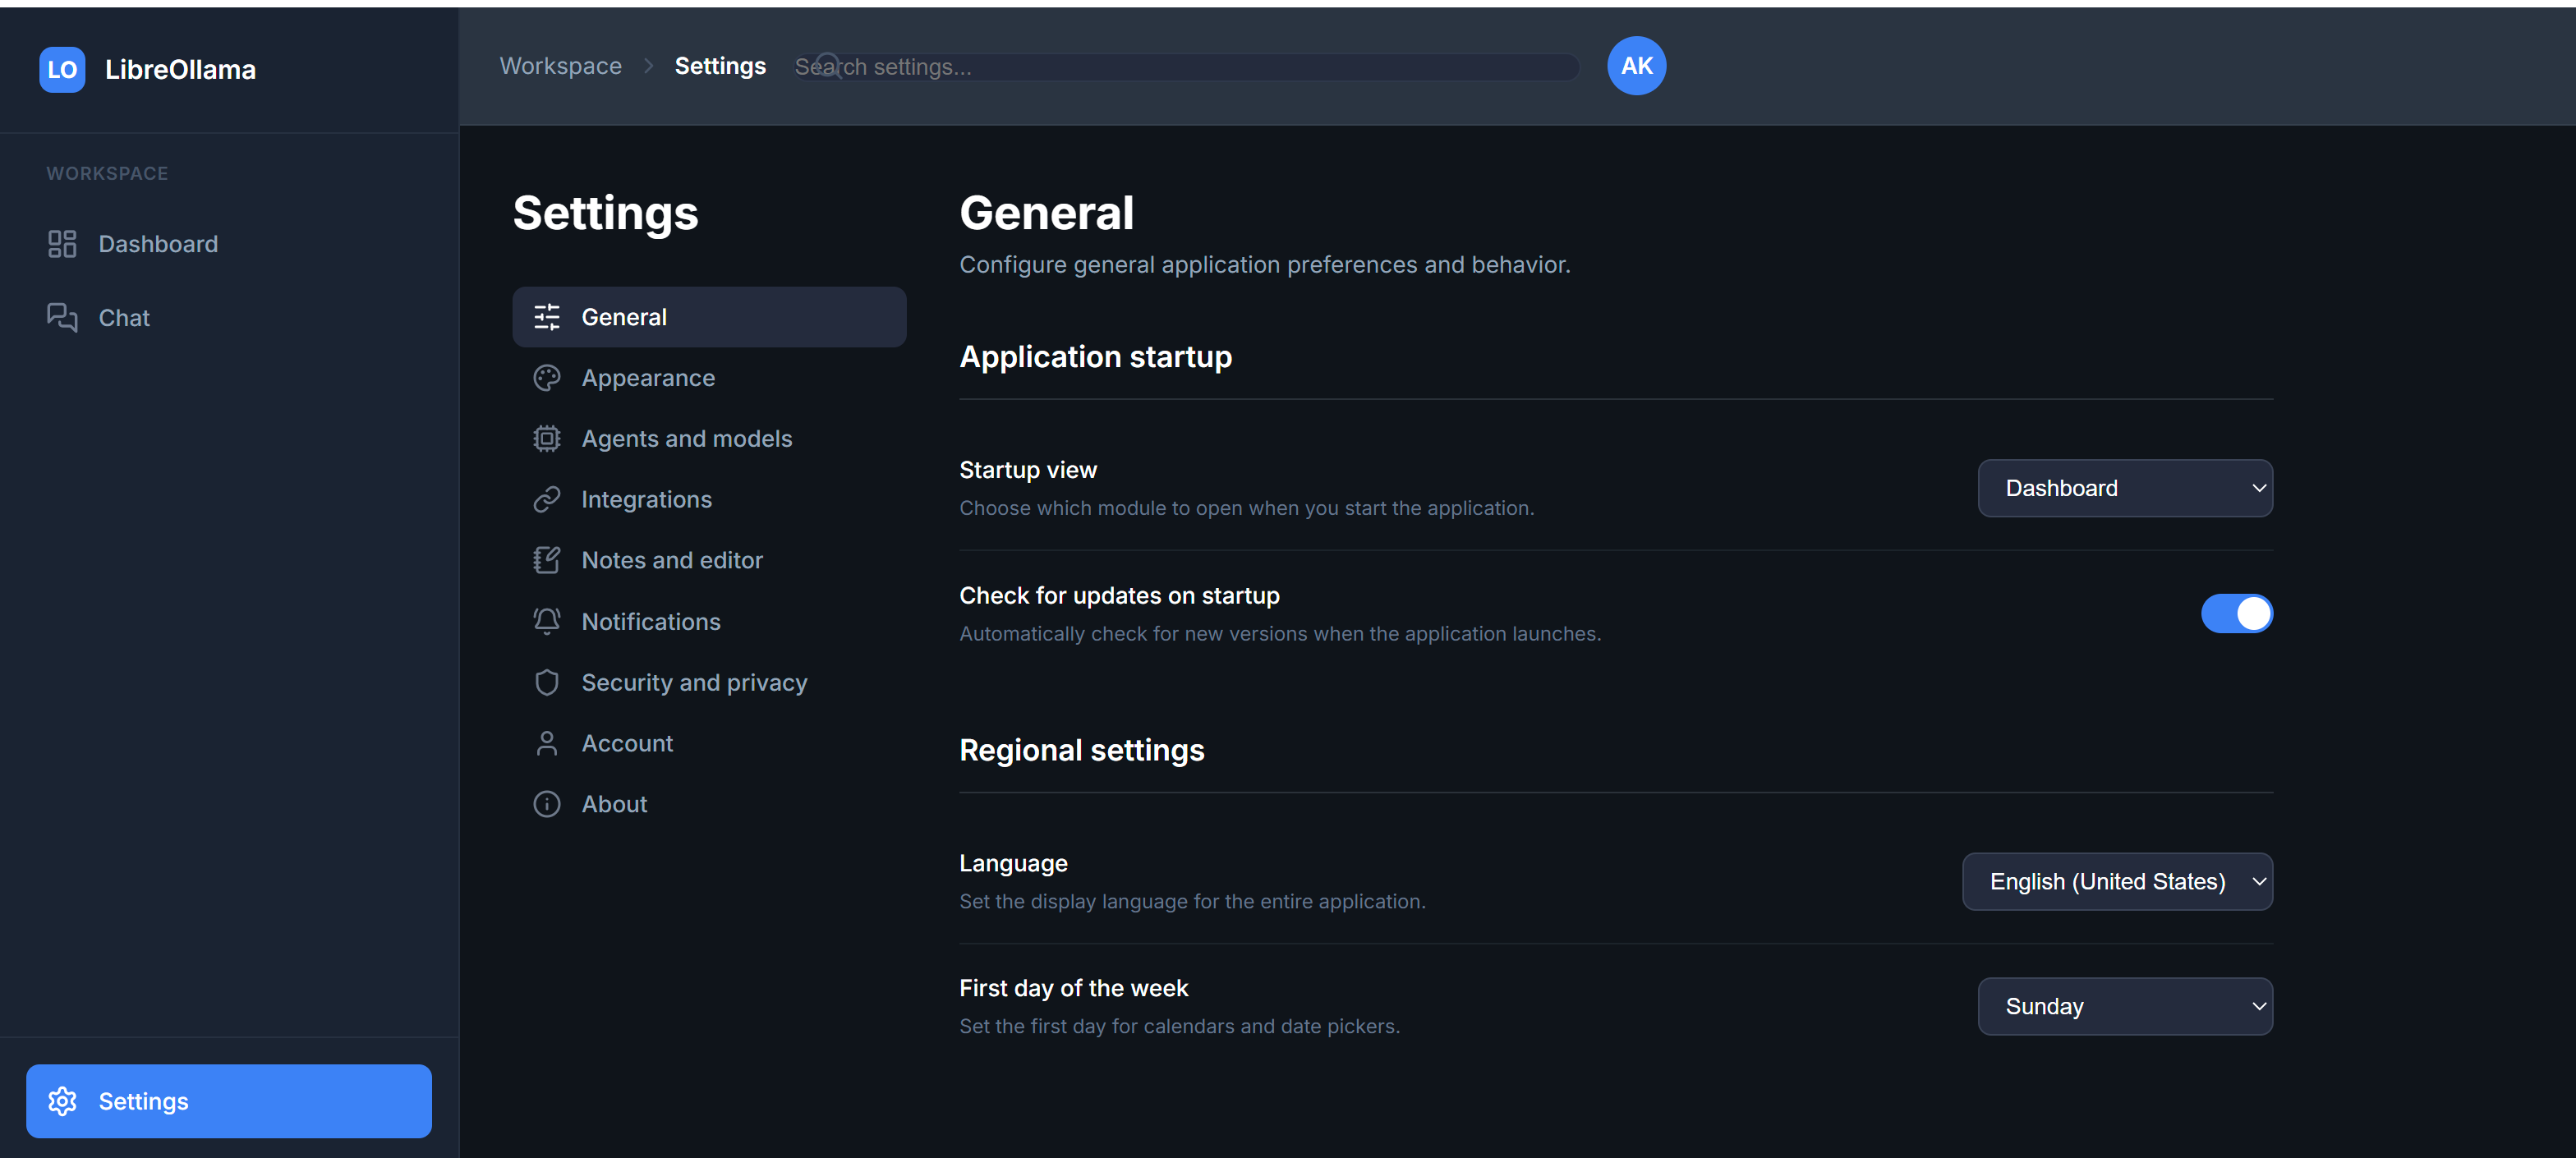 LO LibreOllama
Workspace Settings Search settings... AK
WORKSPACE
Dashboard
Chat
Settings
Settings
General
Appearance
Agents and models
Integrations
Notes and editor
Notifications
Security and privacy
Account
About
General
Configure general application preferences and behavior.
Application startup
Startup view
Choose which module to open when you start the application.
Dashboard
Check for updates on startup
Automatically check for new versions when the application launches.
Regional settings
Language
Set the display language for the entire application.
English (United States)
First day of the week
Set the first day for calendars and date pickers.
Sunday